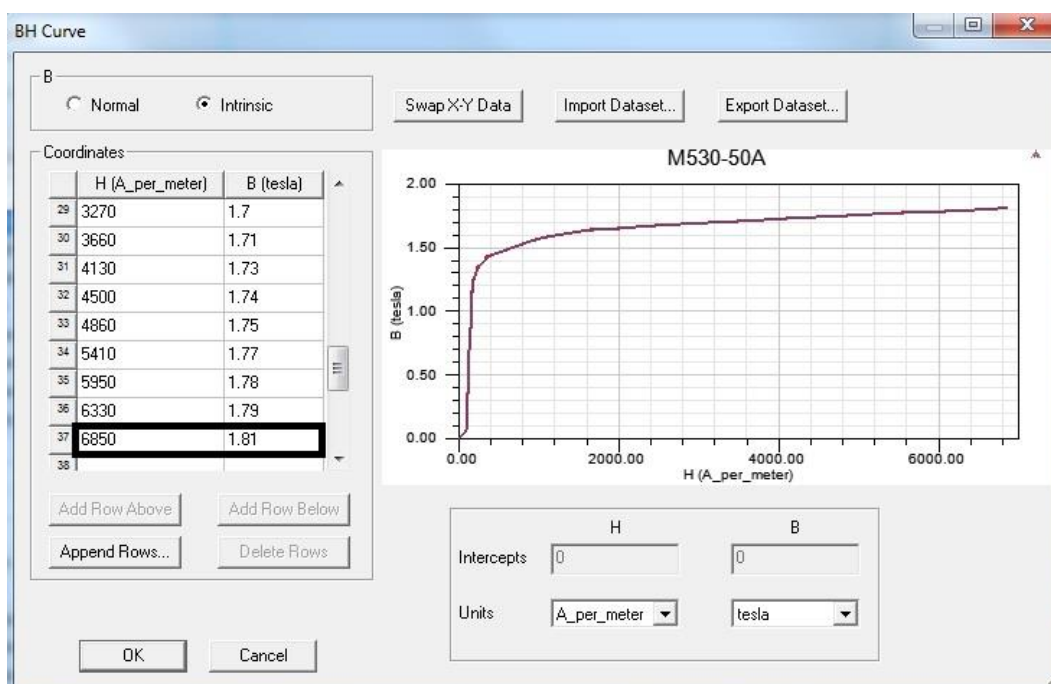 BH Curve
B
Normal Intrinsic
Swap X-Y Data Import Dataset... Export Dataset...
Coordinates
H (A_per_meter) B (tesla)
29 3270 1.7
30 3660 1.71
31 4130 1.73
32 4500 1.74
33 4860 1.75
34 5410 1.77
35 5950 1.78
36 6330 1.79
37 6850 1.81
38
Add Row Above Add Row Below
Append Rows... Delete Rows
OK Cancel
M530-50A
2.00
1.50
1.00
0.50
0.00
B (tesla)
0.00 2000.00 4000.00 6000.00
H (A_per_meter)
H B
Intercepts 0 0
Units A_per_meter tesla